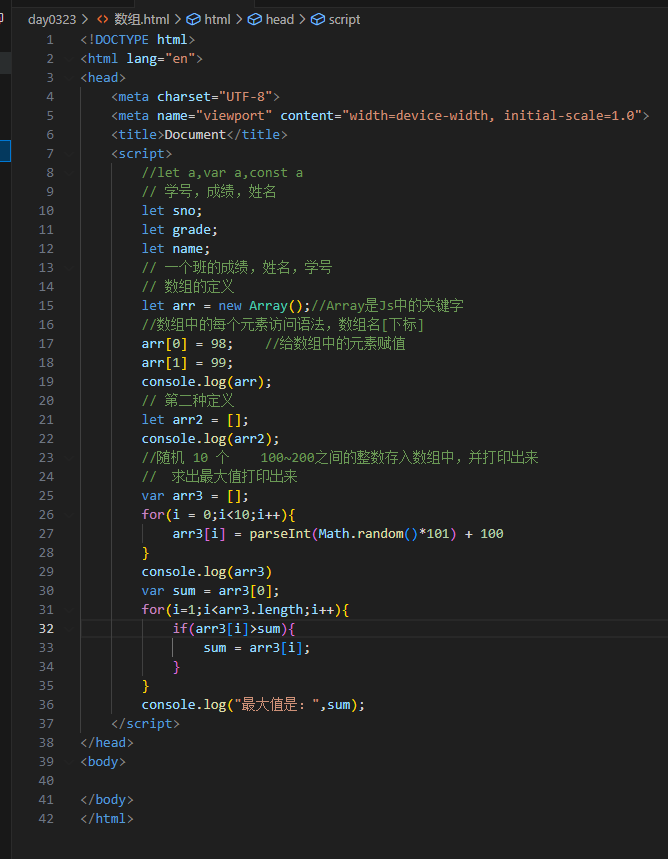 day0323 > <> 数组.html > html > head > script
1 <!DOCTYPE html>
2 <html lang="en">
3 <head>
4 <meta charset="UTF-8">
5 <meta name="viewport" content="width=device-width, initial-scale=1.0">
6 <title>Document</title>
7 <script>
8 //let a,var a,const a
9 // 学号，成绩，姓名
10 let sno;
11 let grade;
12 let name;
13 // 一个班的成绩，姓名，学号
14 // 数组的定义
15 let arr = new Array();//Array是Js中的关键字
16 //数组中的每个元素访问语法，数组名[下标]
17 arr[0] = 98; //给数组中的元素赋值
18 arr[1] = 99;
19 console.log(arr);
20 // 第二种定义
21 let arr2 = [];
22 console.log(arr2);
23 //随机 10 个 100~200之间的整数存入数组中，并打印出来
24 // 求出最大值打印出来
25 var arr3 = [];
26 for(i = 0;i<10;i++){
27 arr3[i] = parseInt(Math.random()*101) + 100
28 }
29 console.log(arr3)
30 var sum = arr3[0];
31 for(i=1;i<arr3.length;i++){
32 if(arr3[i]>sum){
33 sum = arr3[i];
34 }
35 }
36 console.log("最大值是：",sum);
37 </script>
38 </head>
39 <body>
40
41 </body>
42 </html>